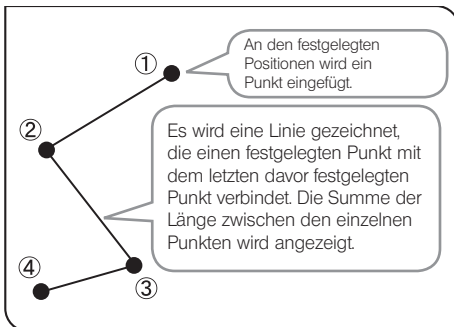 ①
An den festgelegten
Positionen wird ein
Punkt eingefügt.
②
Es wird eine Linie gezeichnet,
die einen festgelegten Punkt mit
dem letzten davor festgelegten
Punkt verbindet. Die Summe der
Länge zwischen den einzelnen
Punkten wird angezeigt.
④
③